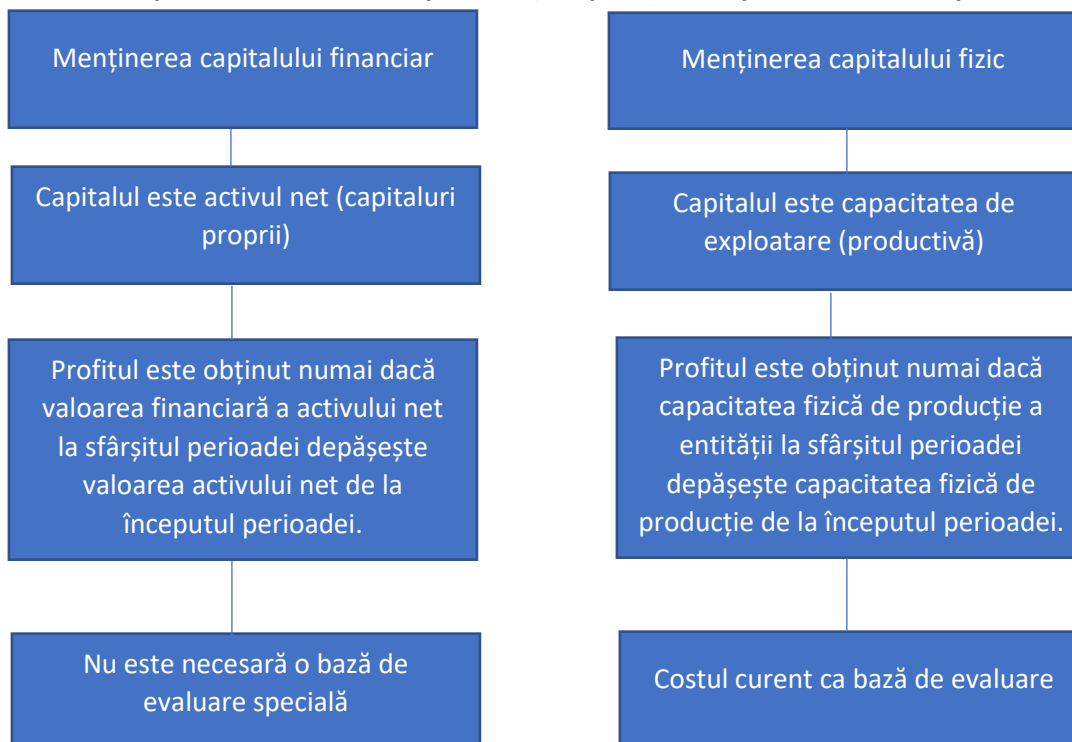 Menținerea capitalului financiar
Capitalul este activul net (capitaluri
proprii)
Profitul este obținut numai dacă
valoarea financiară a activului net
la sfârșitul perioadei depășește
valoarea activului net de la
începutul perioadei.
Nu este necesară o bază de
evaluare specială
Menținerea capitalului fizic
Capitalul este capacitatea de
exploatare (productivă)
Profitul este obținut numai dacă
capacitatea fizică de producție a
entității la sfârșitul perioadei
depășește capacitatea fizică de
producție de la începutul perioadei.
Costul curent ca bază de evaluare